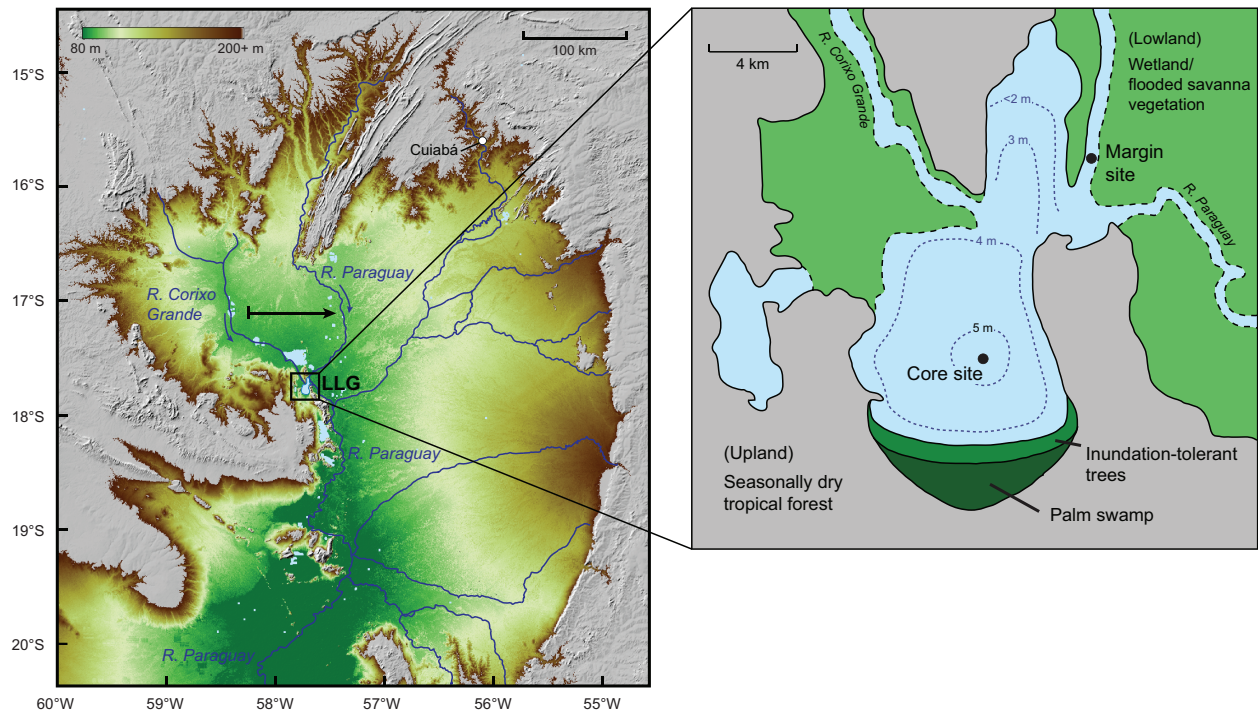 80 m
200+ m
100 km
15°S
16°S
17°S
18°S
19°S
20°S
60°W
59°W
58°W
57°W
56°W
55°W
Cuiabá
R. Paraguay
R. Corixo
Grande
LLG
R. Paraguay
R. Paraguay
4 km
R. Corixo Grande
(Lowland)
Wetland/
flooded savanna
vegetation
<2 m
3 m
Margin
site
R. Paraguay
4 m
5 m
Core site
(Upland)
Seasonally dry
tropical forest
Inundation-tolerant
trees
Palm swamp